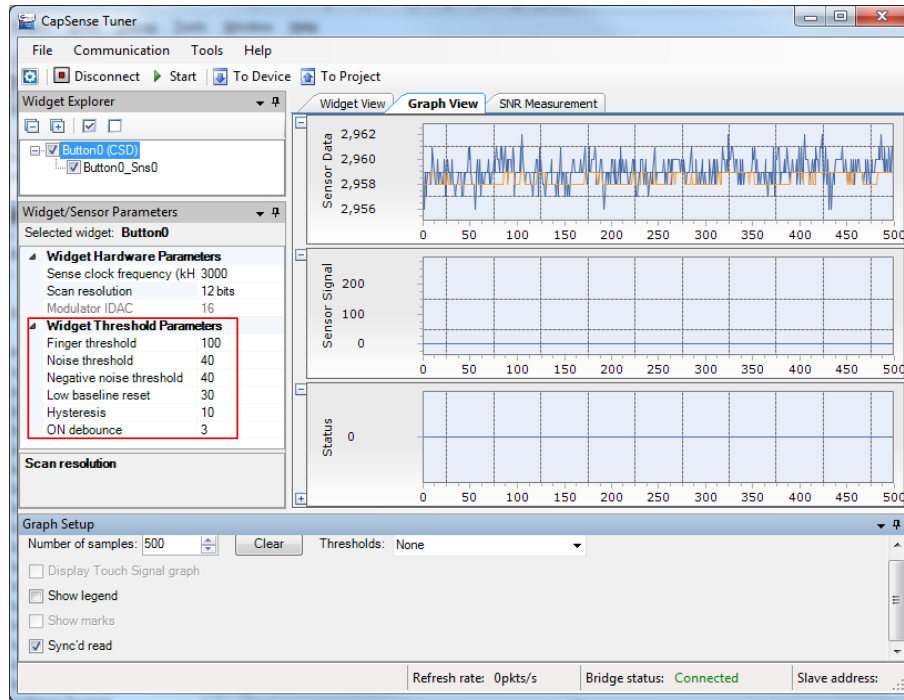 CapSense Tuner
File Communication Tools Help
Disconnect Start To Device To Project
Widget Explorer
Button0 (CSD)
Button0_Sns0
Widget/Sensor Parameters
Selected widget: Button0
Widget Hardware Parameters
Sense clock frequency (kH 3000
Scan resolution 12 bits
Modulator IDAC 16
Widget Threshold Parameters
Finger threshold 100
Noise threshold 40
Negative noise threshold 40
Low baseline reset 30
Hysteresis 10
ON debounce 3
Scan resolution
Widget View Graph View SNR Measurement
Sensor Data
2,962
2,960
2,958
2,956
0 50 100 150 200 250 300 350 400 450 500
Sensor Signal
200
100
0
0 50 100 150 200 250 300 350 400 450 500
Status
0
0 50 100 150 200 250 300 350 400 450 500
Graph Setup
Number of samples: 500 Clear Thresholds: None
Display Touch Signal graph
Show legend
Show marks
Sync'd read
Refresh rate: 0pkts/s Bridge status: Connected Slave address: